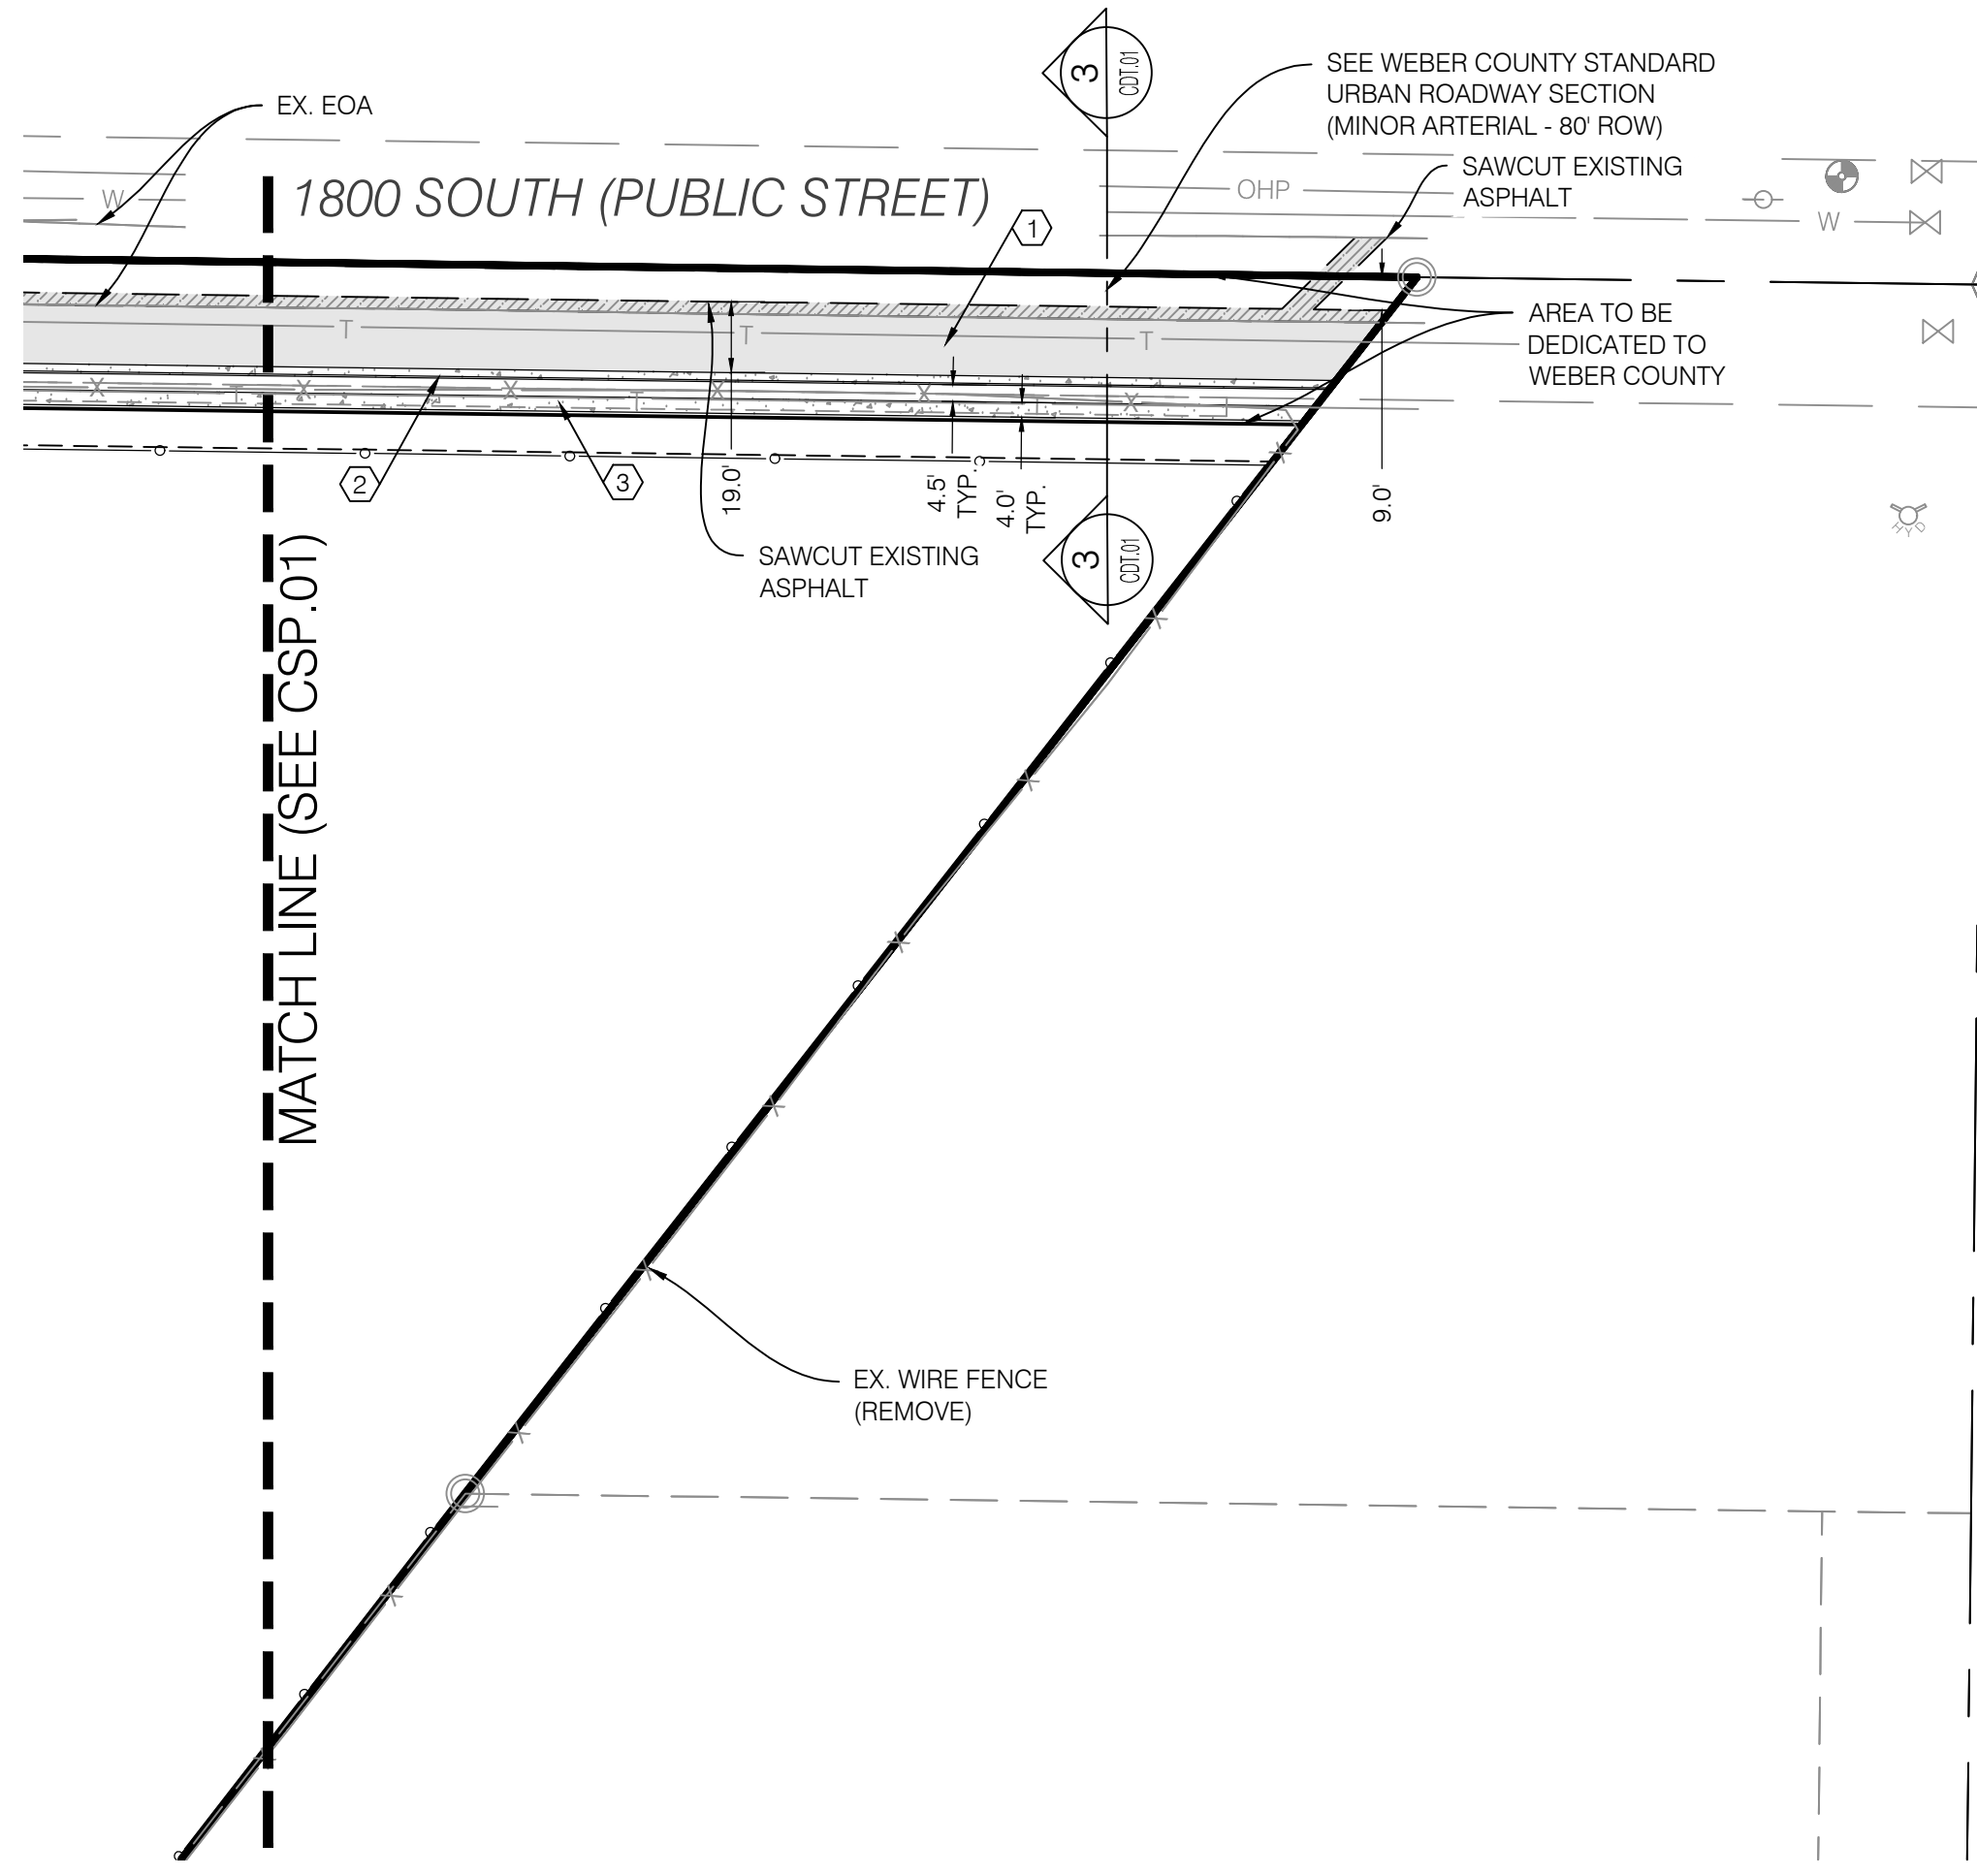 3
CDT.01
SEE WEBER COUNTY STANDARD
URBAN ROADWAY SECTION
(MINOR ARTERIAL - 80' ROW)
EX. EOA
SAWCUT EXISTING
ASPHALT
1800 SOUTH (PUBLIC STREET)
W
OHP
W
1
AREA TO BE
DEDICATED TO
WEBER COUNTY
T
T
T
X
X
X
X
X
X
T
T
T
2
3
19.0'
4.5'
TYP.
4.0'
TYP.
9.0'
HYD
SAWCUT EXISTING
ASPHALT
3
CDT.01
MATCH LINE (SEE CSP.01)
EX. WIRE FENCE
(REMOVE)